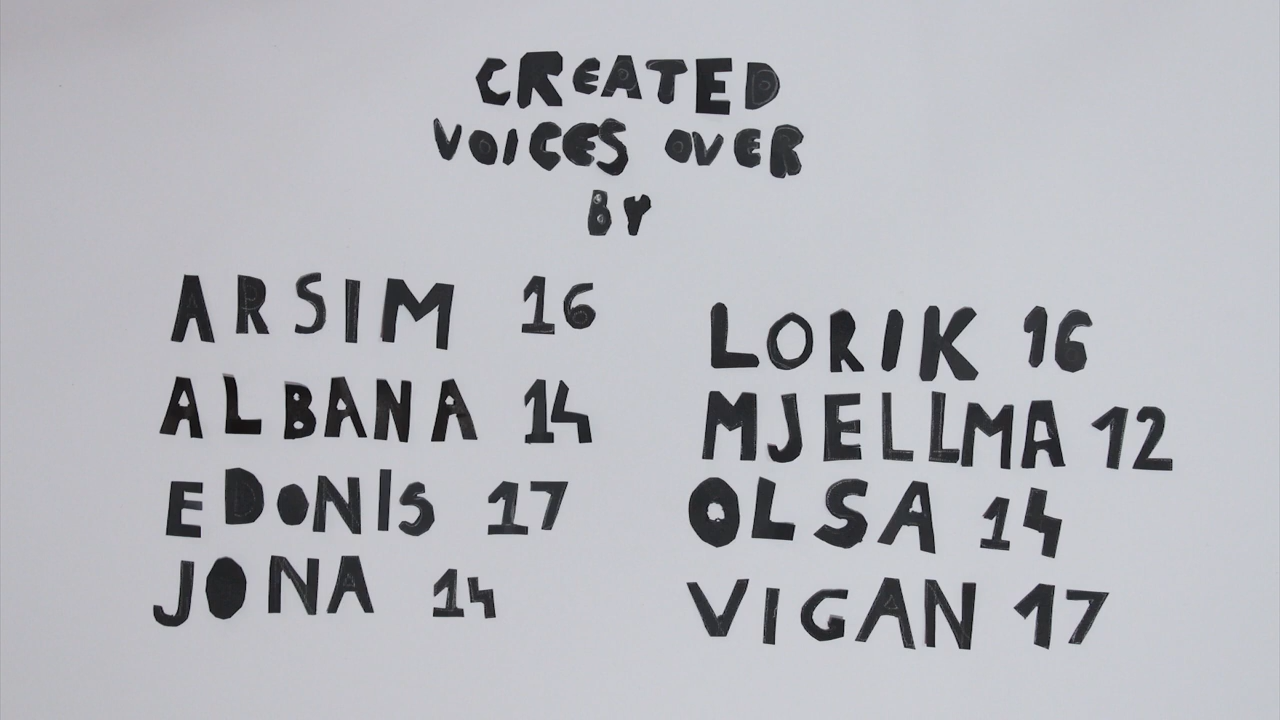 CREATED
VOICES OVER
BY
ARSIM 16
ALBANA 14
EDONIS 17
JONA 14
LORIK 16
MJELLMA 12
OLSA 14
VIGAN 17